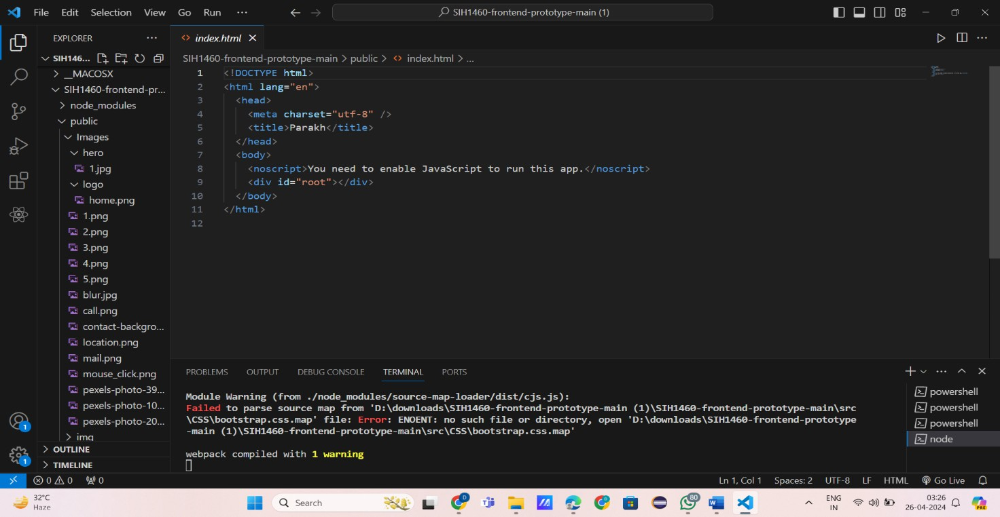 File Edit Selection View Go Run ...
SIH1460-frontend-prototype-main (1)
EXPLORER ...
SIH146...
__MACOSX
SIH1460-frontend-pr...
node_modules
public
Images
hero
1.jpg
logo
home.png
1.png
2.png
3.png
4.png
5.png
blur.jpg
call.png
contact-backgro...
location.png
mail.png
mouse_click.png
pexels-photo-39...
pexels-photo-10...
pexels-photo-20...
img
OUTLINE
TIMELINE
1
1
<> index.html
SIH1460-frontend-prototype-main > public > <> index.html > ...
1 <!DOCTYPE html>
2 <html lang="en">
3 <head>
4 <meta charset="utf-8" />
5 <title>Parakh</title>
6 </head>
7 <body>
8 <noscript>You need to enable JavaScript to run this app.</noscript>
9 <div id="root"></div>
10 </body>
11 </html>
12
PROBLEMS OUTPUT DEBUG CONSOLE TERMINAL PORTS
Module Warning (from ./node_modules/source-map-loader/dist/cjs.js):
Failed to parse source map from 'D:\downloads\SIH1460-frontend-prototype-main (1)\SIH1460-frontend-prototype-main\src
\CSS\bootstrap.css.map' file: Error: ENOENT: no such file or directory, open 'D:\downloads\SIH1460-frontend-prototype
-main (1)\SIH1460-frontend-prototype-main\src\CSS\bootstrap.css.map'
webpack compiled with 1 warning
powershell
powershell
powershell
node
0 0 0 Ln 1, Col 1 Spaces: 2 UTF-8 LF HTML Go Live
32°C
Haze
Search
80
ENG
IN
03:26
26-04-2024
PRE